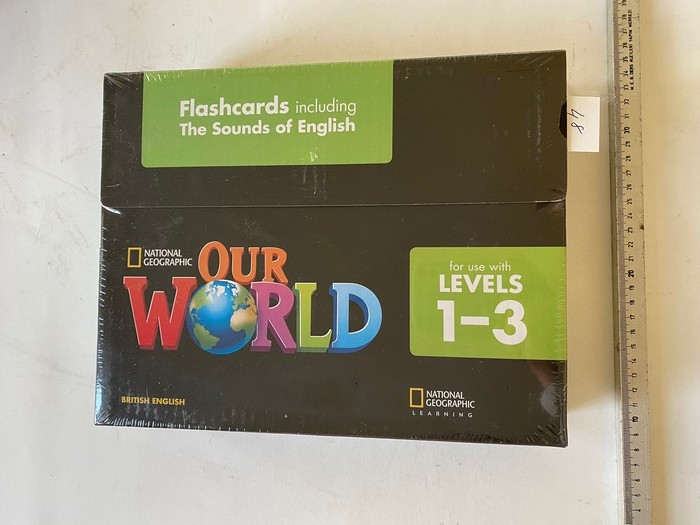 Flashcards including
The Sounds of English
48
NATIONAL
GEOGRAPHIC
OUR
WORLD
for use with
LEVELS
1–3
BRITISH ENGLISH
NATIONAL
GEOGRAPHIC
LEARNING